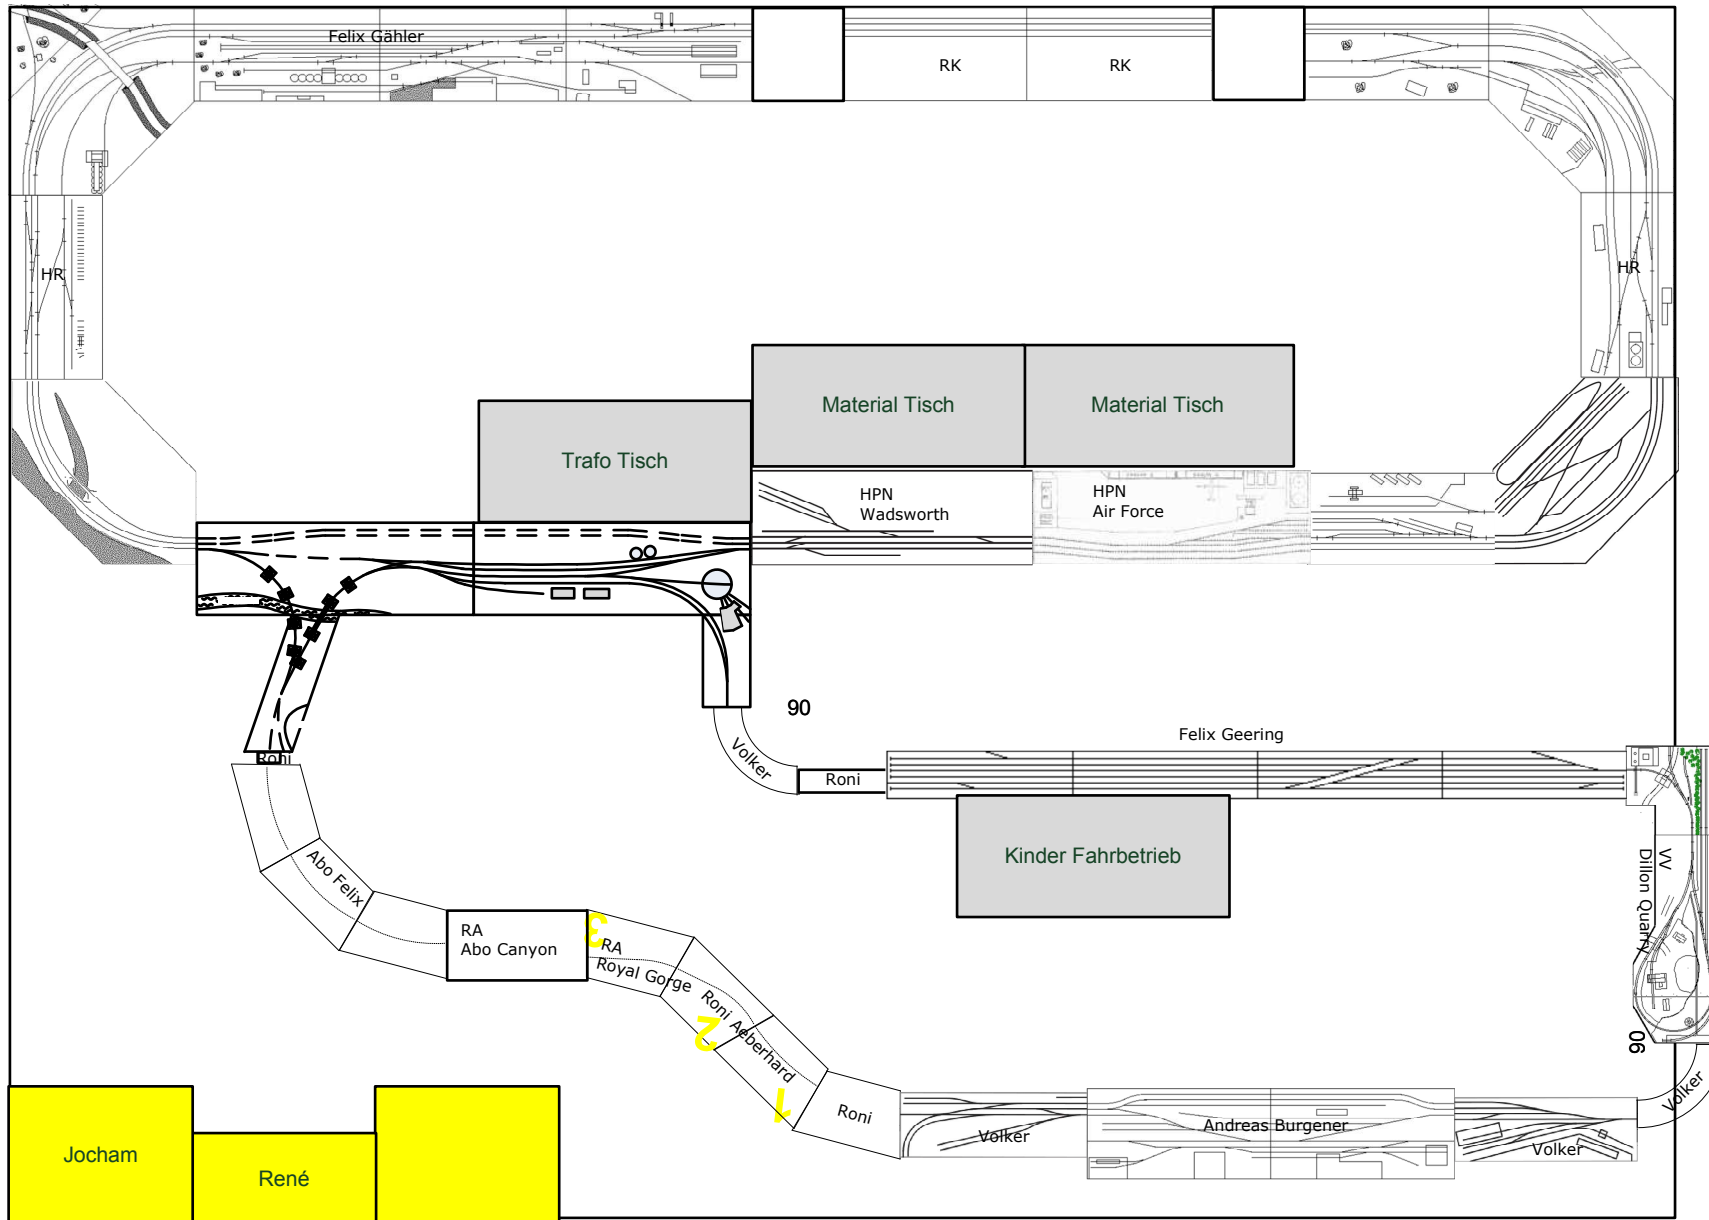 Felix Gähler
RK
RK
HR
HR
Material Tisch
Material Tisch
Trafo Tisch
HPN
Wadsworth
HPN
Air Force
90
Felix Geering
Volker
Roni
Roni
Kinder Fahrbetrieb
VV
Dillon Quarry
Abo Felix
RA
Abo Canyon
3
RA
Royal Gorge
2
Roni Aeberhard
1
Roni
90
Volker
Volker
Andreas Burgener
Volker
Jocham
René